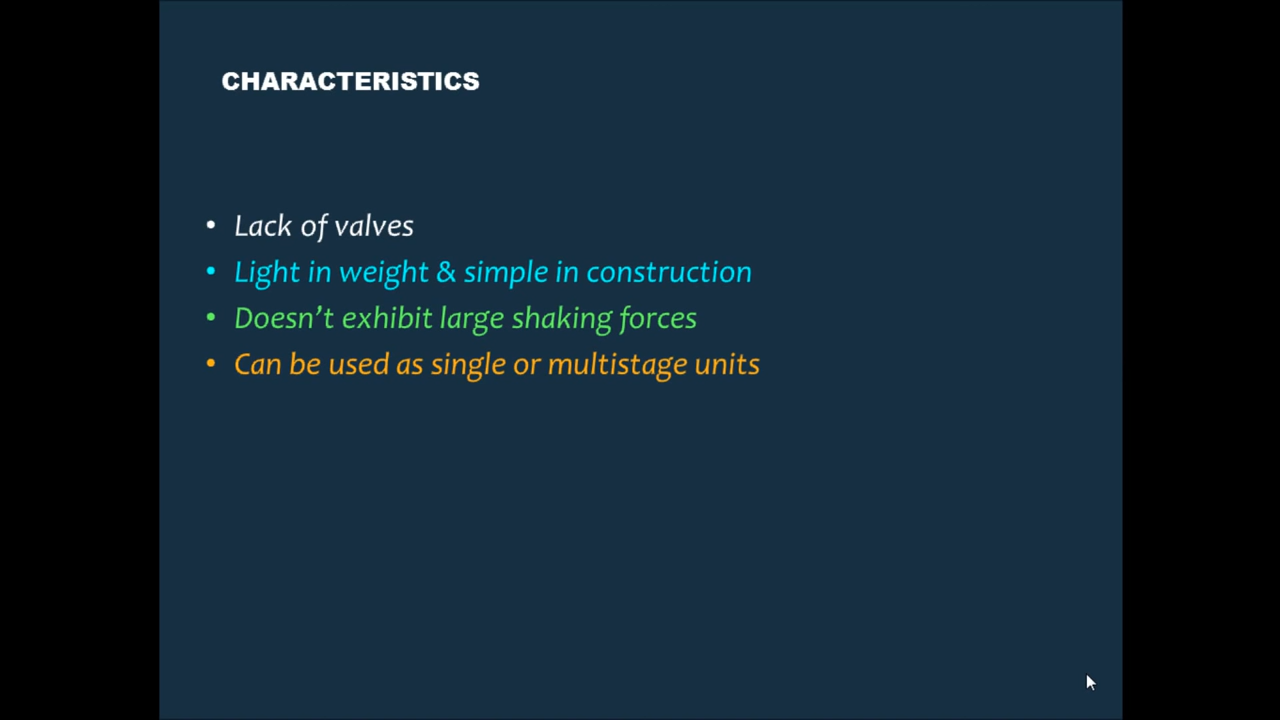 CHARACTERISTICS
• Lack of valves
• Light in weight & simple in construction
• Doesn’t exhibit large shaking forces
• Can be used as single or multistage units